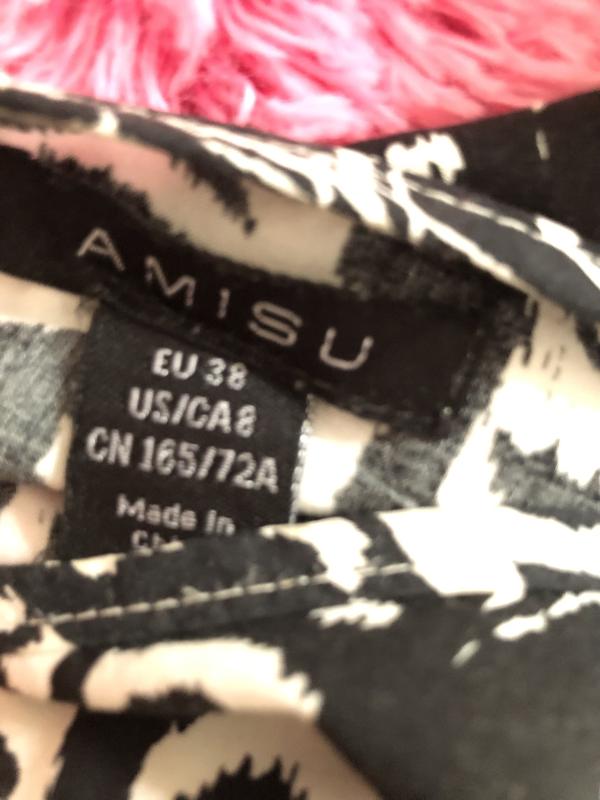 AMISU
EU 38
US/CA 8
CN 165/72A
Made in